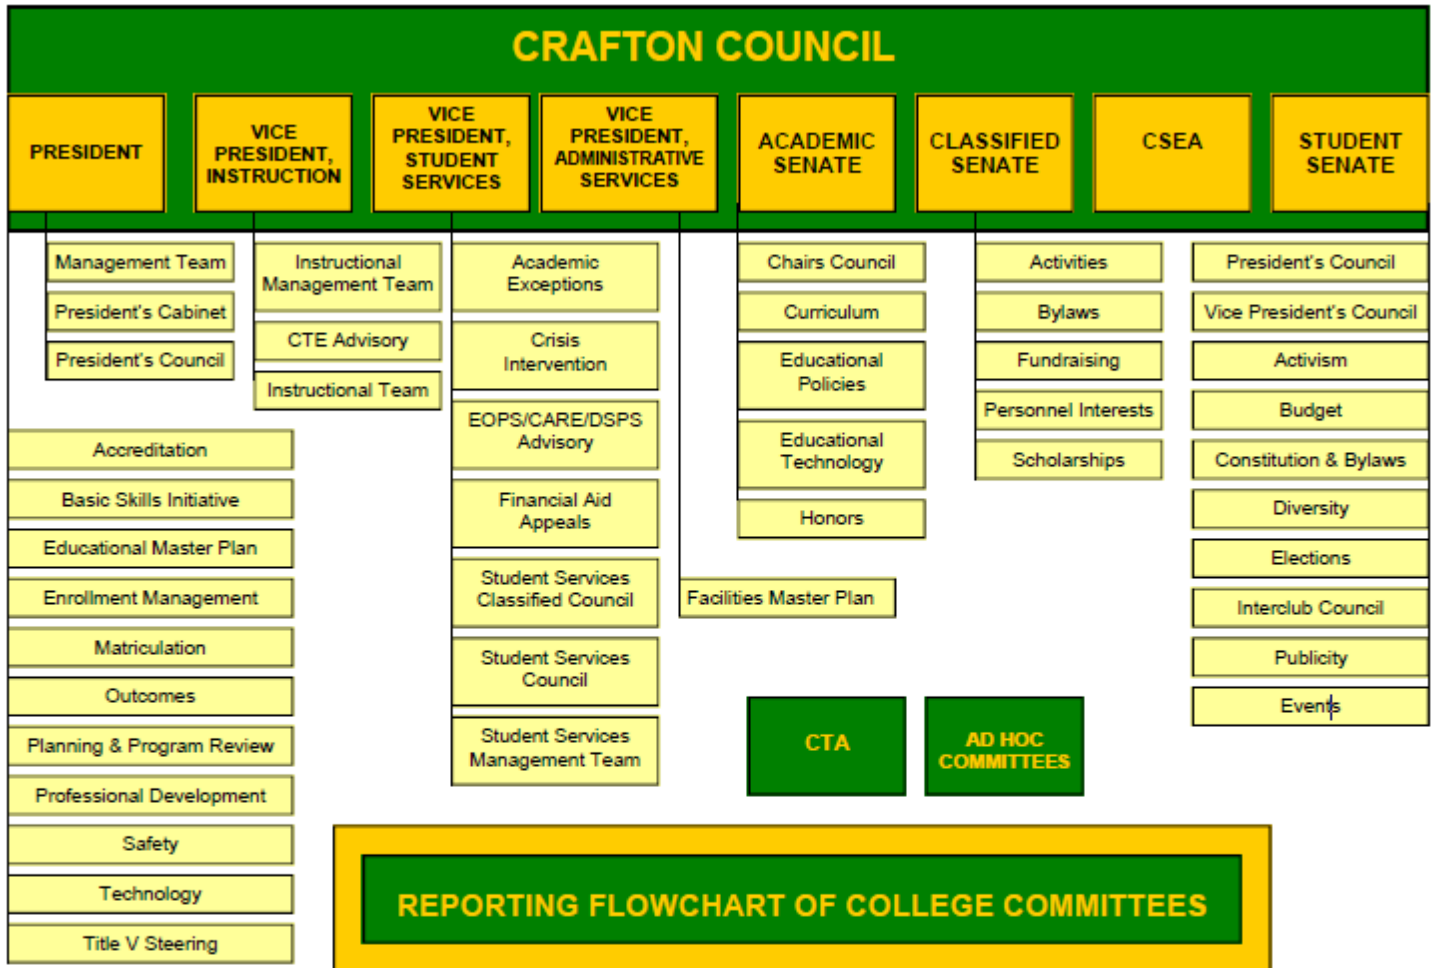 CRAFTON COUNCIL
PRESIDENT
VICE
PRESIDENT,
INSTRUCTION
VICE
PRESIDENT,
STUDENT
SERVICES
VICE
PRESIDENT,
ADMINISTRATIVE
SERVICES
ACADEMIC
SENATE
CLASSIFIED
SENATE
CSEA
STUDENT
SENATE
Management Team
President's Cabinet
President's Council
Accreditation
Basic Skills Initiative
Educational Master Plan
Enrollment Management
Matriculation
Outcomes
Planning & Program Review
Professional Development
Safety
Technology
Title V Steering
Instructional
Management Team
CTE Advisory
Instructional Team
Academic
Exceptions
Crisis
Intervention
EOPS/CARE/DSPS
Advisory
Financial Aid
Appeals
Student Services
Classified Council
Student Services
Council
Student Services
Management Team
Facilities Master Plan
Chairs Council
Curriculum
Educational
Policies
Educational
Technology
Honors
Activities
Bylaws
Fundraising
Personnel Interests
Scholarships
President's Council
Vice President's Council
Activism
Budget
Constitution & Bylaws
Diversity
Elections
Interclub Council
Publicity
Events
CTA
AD HOC
COMMITTEES
REPORTING FLOWCHART OF COLLEGE COMMITTEES